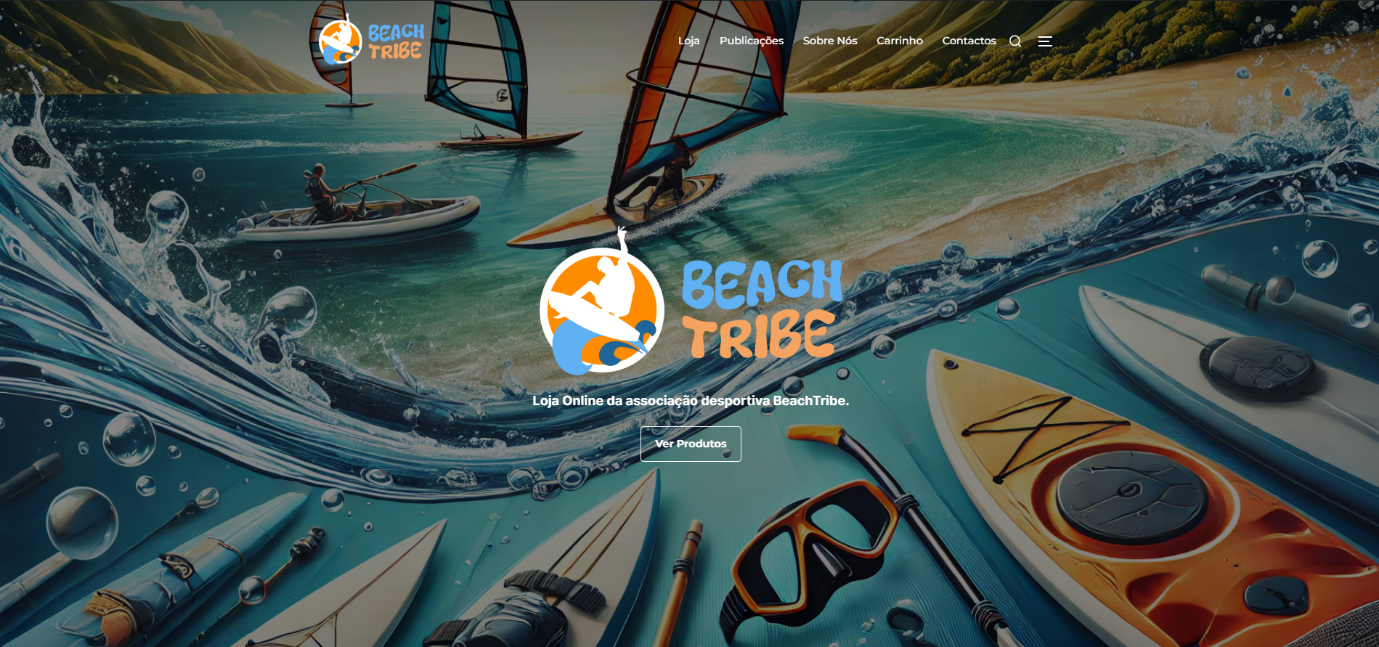 BEACH
TRIBE
Loja Publicações Sobre Nós Carrinho Contactos
BEACH
TRIBE
Loja Online da associação desportiva BeachTribe.
Ver Produtos